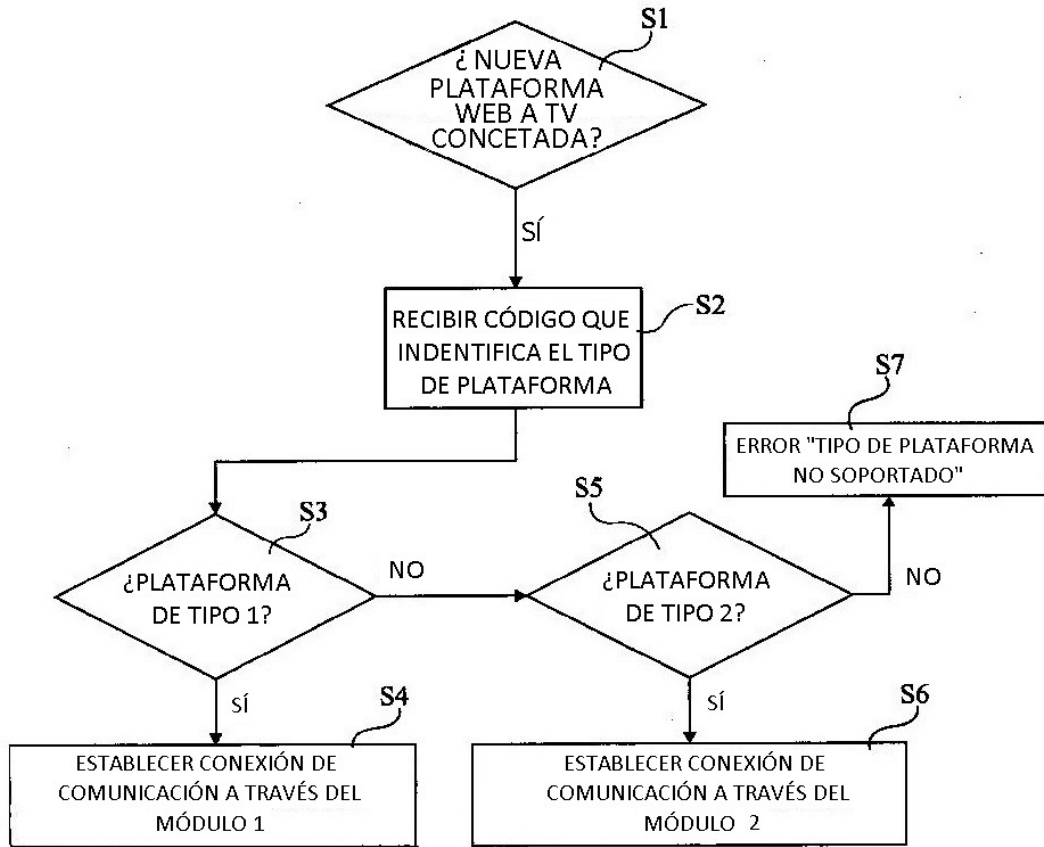 S1
¿ NUEVA
PLATAFORMA
WEB A TV
CONCETADA?
SÍ
S2
RECIBIR CÓDIGO QUE
INDENTIFICA EL TIPO
DE PLATAFORMA
S7
ERROR "TIPO DE PLATAFORMA
NO SOPORTADO"
S3
¿PLATAFORMA
DE TIPO 1?
NO
S5
¿PLATAFORMA
DE TIPO 2?
NO
SÍ
S4
ESTABLECER CONEXIÓN DE
COMUNICACIÓN A TRAVÉS DEL
MÓDULO 1
SÍ
S6
ESTABLECER CONEXIÓN DE
COMUNICACIÓN A TRAVÉS DEL
MÓDULO 2